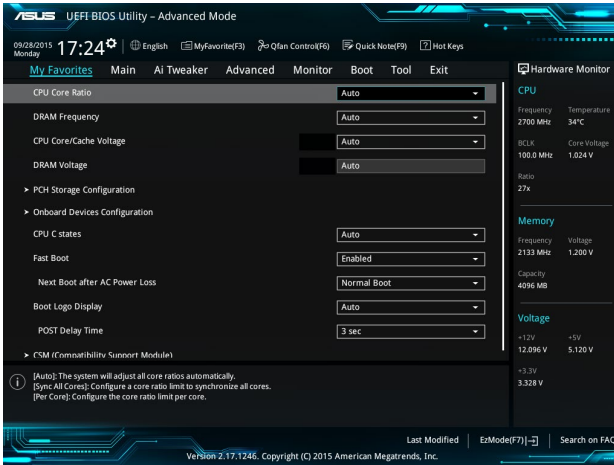 ASUS UEFI BIOS Utility – Advanced Mode
09/28/2015 Monday 17:24 English MyFavorite(F3) Qfan Control(F6) Quick Note(F9) ? Hot Keys
My Favorites Main Ai Tweaker Advanced Monitor Boot Tool Exit
CPU Core Ratio Auto
DRAM Frequency Auto
CPU Core/Cache Voltage Auto
DRAM Voltage Auto
> PCH Storage Configuration
> Onboard Devices Configuration
CPU C states Auto
Fast Boot Enabled
Next Boot after AC Power Loss Normal Boot
Boot Logo Display Auto
POST Delay Time 3 sec
> CSM (Compatibility Support Module)
[Auto]: The system will adjust all core ratios automatically.
[Sync All Cores]: Configure a core ratio limit to synchronize all cores.
[Per Core]: Configure the core ratio limit per core.
Hardware Monitor
CPU
Frequency Temperature
2700 MHz 34°C
BCLK Core Voltage
100.0 MHz 1.024 V
Ratio
27x
Memory
Frequency Voltage
2133 MHz 1.200 V
Capacity
4096 MB
Voltage
+12V +5V
12.096 V 5.120 V
+3.3V
3.328 V
Last Modified EzMode(F7) Search on FAQ
Version 2.17.1246. Copyright (C) 2015 American Megatrends, Inc.